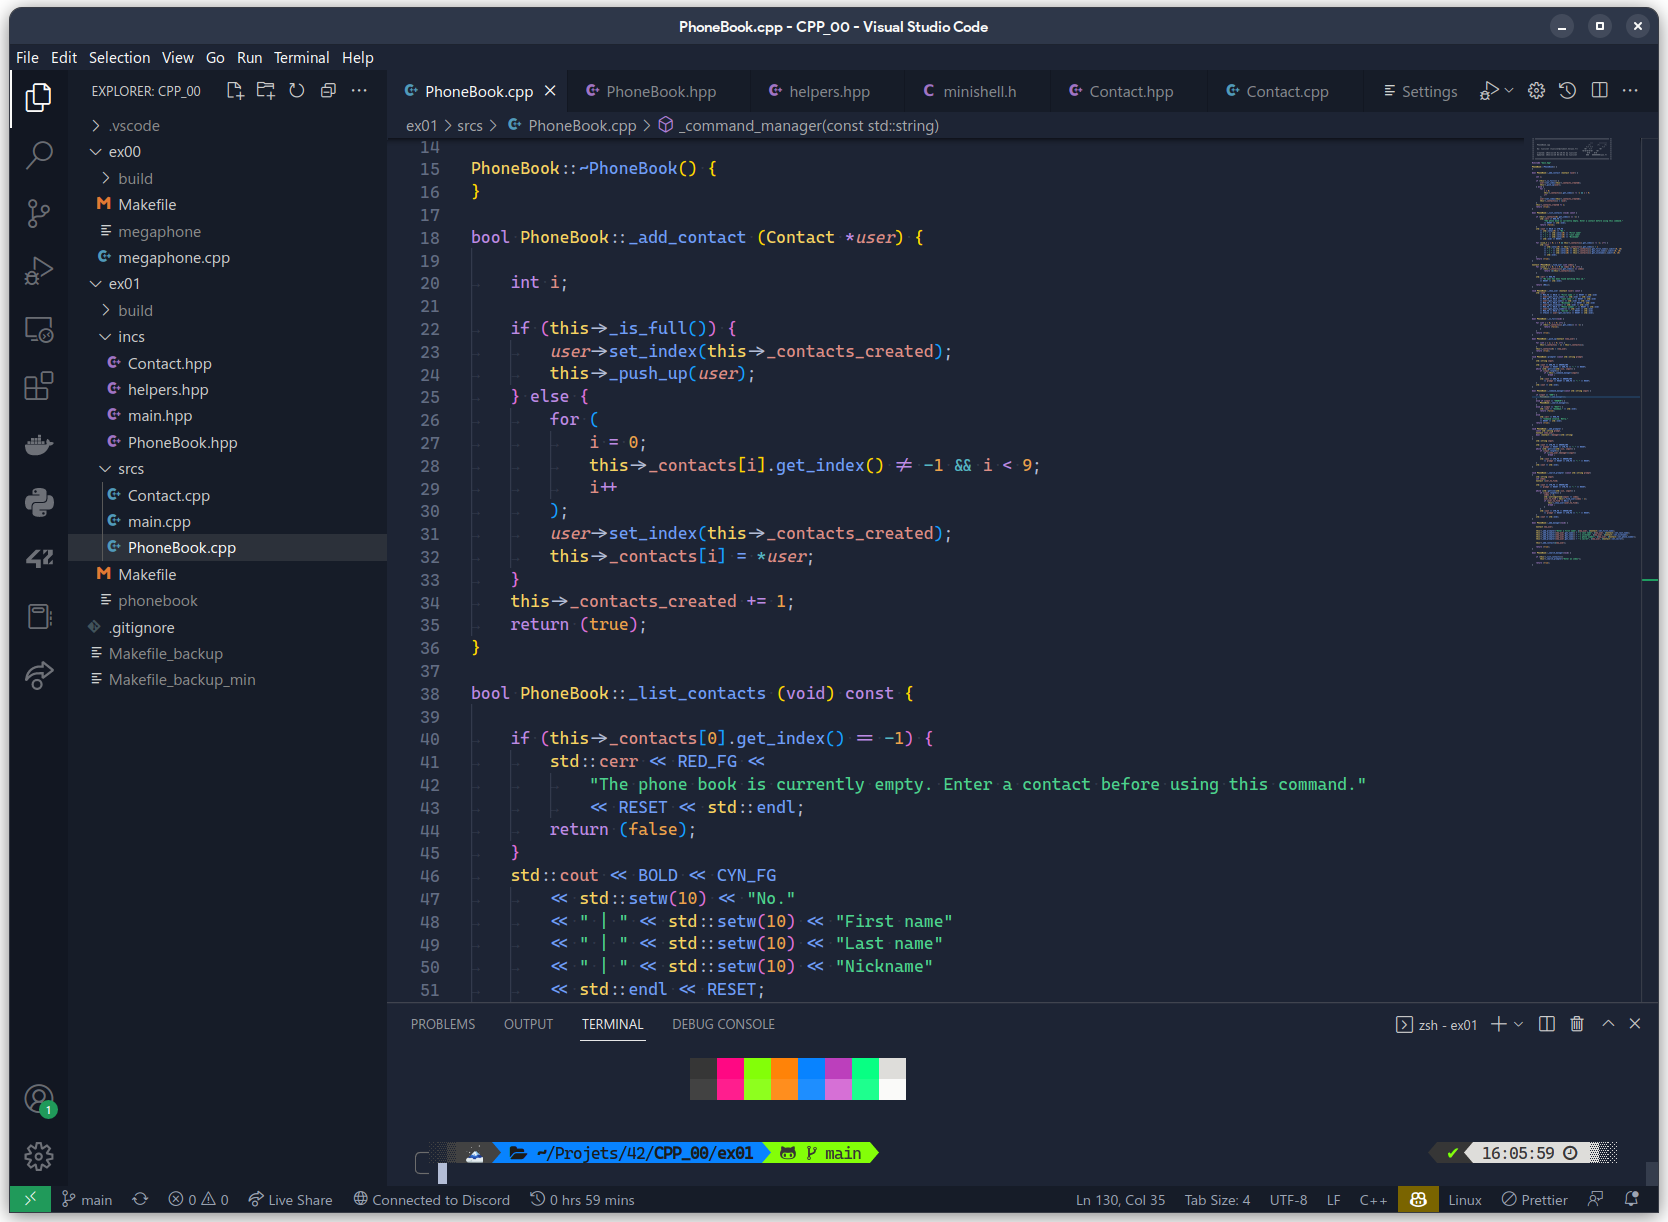 PhoneBook.cpp - CPP_00 - Visual Studio Code
File Edit Selection View Go Run Terminal Help
EXPLORER: CPP_00
PhoneBook.cpp
PhoneBook.hpp
helpers.hpp
minishell.h
Contact.hpp
Contact.cpp
Settings
ex01 > srcs > PhoneBook.cpp > _command_manager(const std::string)
.vscode
ex00
build
Makefile
megaphone
megaphone.cpp
ex01
build
incs
Contact.hpp
helpers.hpp
main.hpp
PhoneBook.hpp
srcs
Contact.cpp
main.cpp
PhoneBook.cpp
Makefile
phonebook
.gitignore
Makefile_backup
Makefile_backup_min
42
1
14
15 PhoneBook::~PhoneBook() {
16 }
17
18 bool PhoneBook::_add_contact (Contact *user) {
19
20 int i;
21
22 if (this->_is_full()) {
23 user->set_index(this->_contacts_created);
24 this->_push_up(user);
25 } else {
26 for (
27 i = 0;
28 this->_contacts[i].get_index() != -1 && i < 9;
29 i++
30 );
31 user->set_index(this->_contacts_created);
32 this->_contacts[i] = *user;
33 }
34 this->_contacts_created += 1;
35 return (true);
36 }
37
38 bool PhoneBook::_list_contacts (void) const {
39
40 if (this->_contacts[0].get_index() == -1) {
41 std::cerr << RED_FG <<
42 "The phone book is currently empty. Enter a contact before using this command."
43 << RESET << std::endl;
44 return (false);
45 }
46 std::cout << BOLD << CYN_FG
47 << std::setw(10) << "No."
48 << " | " << std::setw(10) << "First name"
49 << " | " << std::setw(10) << "Last name"
50 << " | " << std::setw(10) << "Nickname"
51 << std::endl << RESET;
PROBLEMS OUTPUT TERMINAL DEBUG CONSOLE
zsh - ex01
~/Projets/42/CPP_00/ex01 main
✔ 16:05:59
main 0 0 Live Share Connected to Discord 0 hrs 59 mins
Ln 130, Col 35 Tab Size: 4 UTF-8 LF C++ Linux Prettier